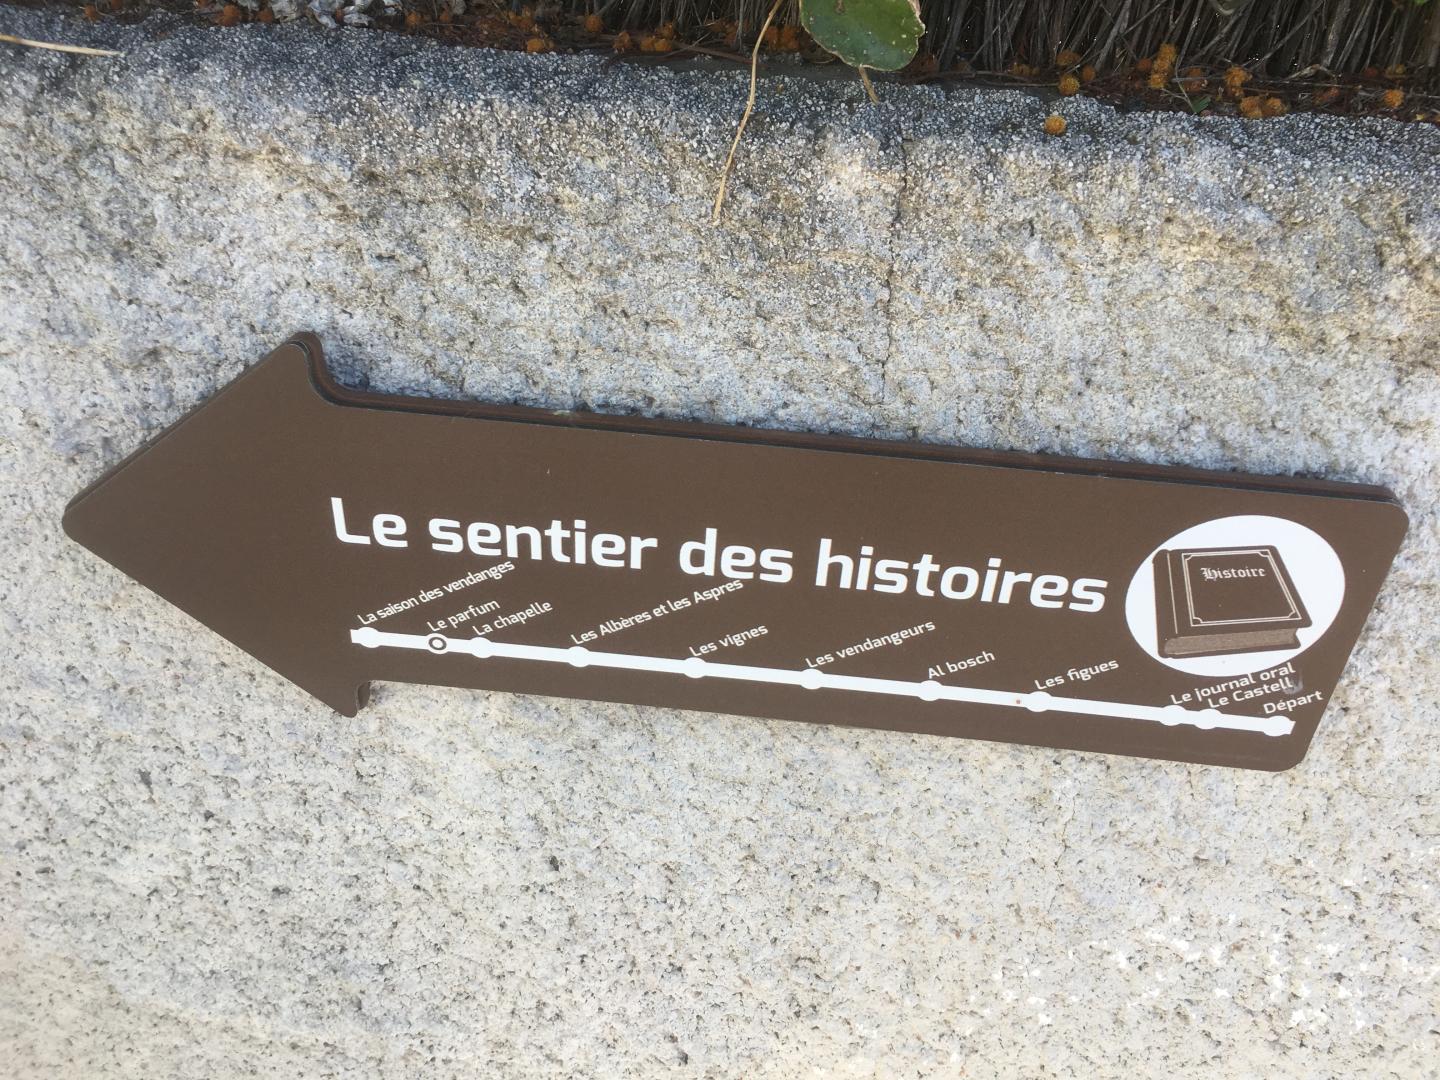 Le sentier des histoires
Histoire
La saison des vendanges
Le parfum
La chapelle
Les Albères et les Aspres
Les vignes
Les vendangeurs
Al bosch
Les figues
Le journal oral
Le Castell
Départ